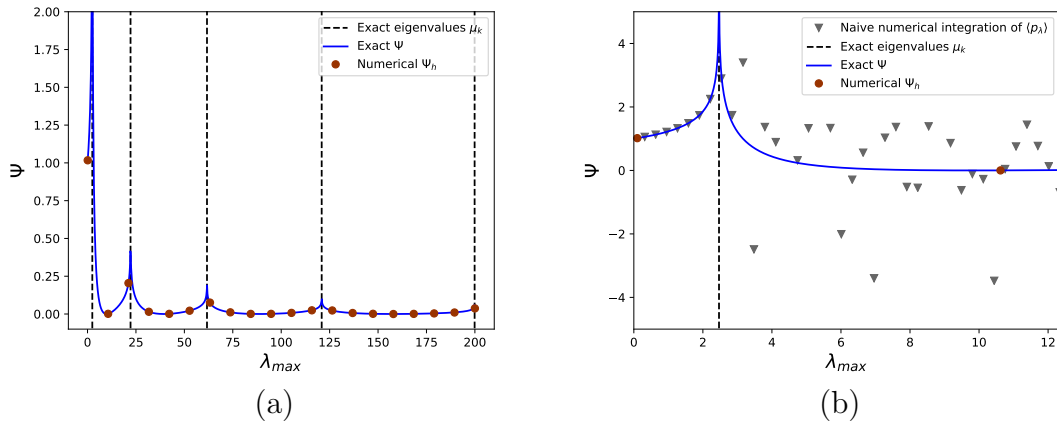 2.00
1.75
1.50
1.25
1.00
0.75
0.50
0.25
0.00
Ψ
0
25
50
75
100
125
150
175
200
λ_max
Exact eigenvalues μ_k
Exact Ψ
Numerical Ψ_h
(a)
4
2
0
−2
−4
Ψ
0
2
4
6
8
10
12
λ_max
Naive numerical integration of ⟨p_λ⟩
Exact eigenvalues μ_k
Exact Ψ
Numerical Ψ_h
(b)